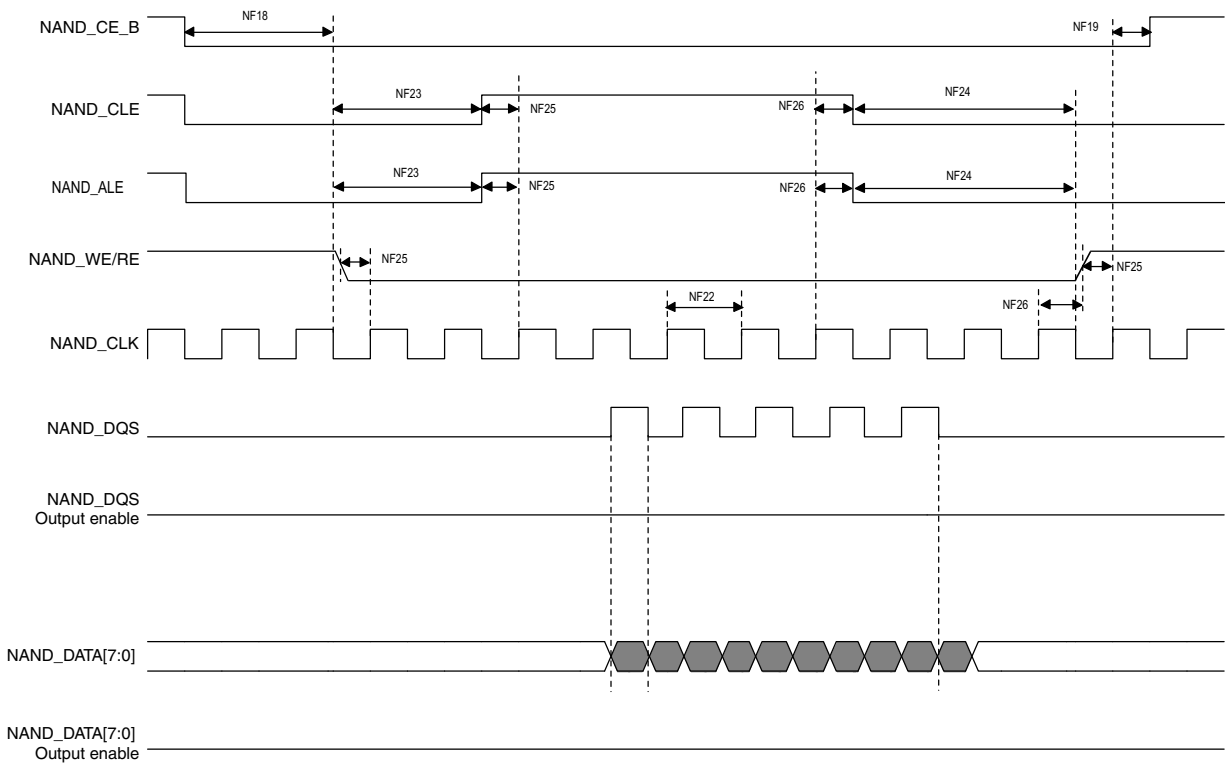 NAND_CE_B
NF18
NF19
NAND_CLE
NF23
NF25
NF26
NF24
NAND_ALE
NF23
NF25
NF26
NF24
NAND_WE/RE
NF25
NF25
NF22
NF26
NAND_CLK
NAND_DQS
NAND_DQS
Output enable
NAND_DATA[7:0]
NAND_DATA[7:0]
Output enable